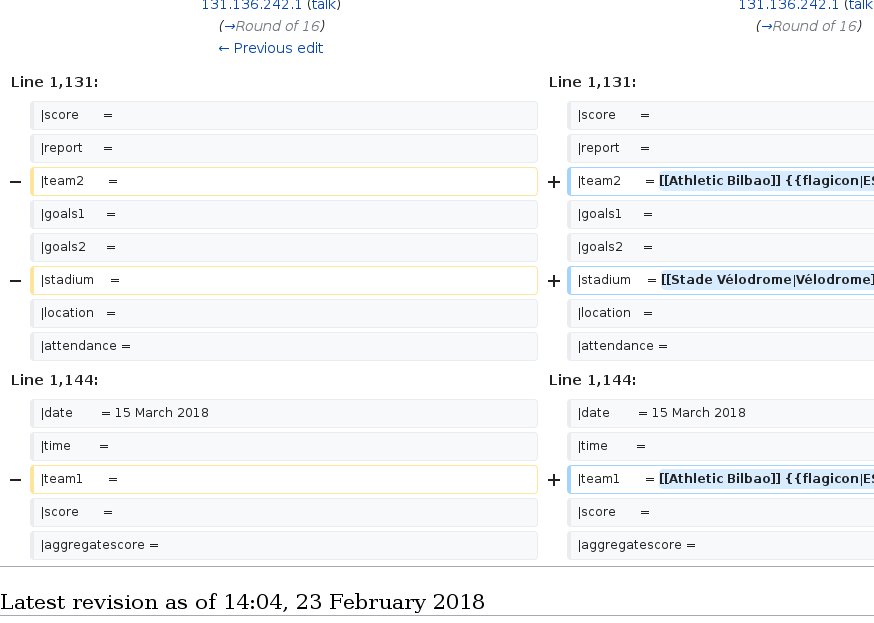 131.136.242.1 (talk)
(→Round of 16)
← Previous edit
131.136.242.1 (talk
(→Round of 16)
Line 1,131:
Line 1,131:
|score =
|score =
|report =
|report =
− |team2 =
+ |team2 = [[Athletic Bilbao]] {{flagicon|ES
|goals1 =
|goals1 =
|goals2 =
|goals2 =
− |stadium =
+ |stadium = [[Stade Vélodrome|Vélodrome]
|location =
|location =
|attendance =
|attendance =
Line 1,144:
Line 1,144:
|date = 15 March 2018
|date = 15 March 2018
|time =
|time =
− |team1 =
+ |team1 = [[Athletic Bilbao]] {{flagicon|ES
|score =
|score =
|aggregatescore =
|aggregatescore =
Latest revision as of 14:04, 23 February 2018